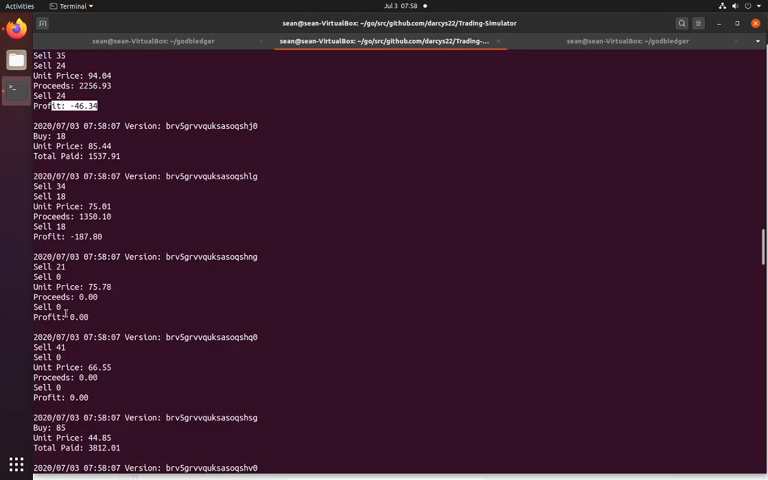 Activities
Terminal
Jul 3 07:58
sean@sean-VirtualBox: ~/go/src/github.com/darcys22/Trading-Simulator
sean@sean-VirtualBox: ~/godbledger
sean@sean-VirtualBox: ~/go/src/github.com/darcys22/Trading-...
sean@sean-VirtualBox: ~/godbledger
Sell 35
Sell 24
Unit Price: 94.04
Proceeds: 2256.93
Sell 24
Profit: -46.34
2020/07/03 07:58:07 Version: brv5grvvquksasoqshj0
Buy: 18
Unit Price: 85.44
Total Paid: 1537.91
2020/07/03 07:58:07 Version: brv5grvvquksasoqshlg
Sell 34
Sell 18
Unit Price: 75.01
Proceeds: 1350.10
Sell 18
Profit: -187.80
2020/07/03 07:58:07 Version: brv5grvvquksasoqshng
Sell 21
Sell 0
Unit Price: 75.78
Proceeds: 0.00
Sell 0
Profit: 0.00
2020/07/03 07:58:07 Version: brv5grvvquksasoqshq0
Sell 41
Sell 0
Unit Price: 66.55
Proceeds: 0.00
Sell 0
Profit: 0.00
2020/07/03 07:58:07 Version: brv5grvvquksasoqshsg
Buy: 85
Unit Price: 44.85
Total Paid: 3812.01
2020/07/03 07:58:07 Version: brv5grvvquksasoqshv0